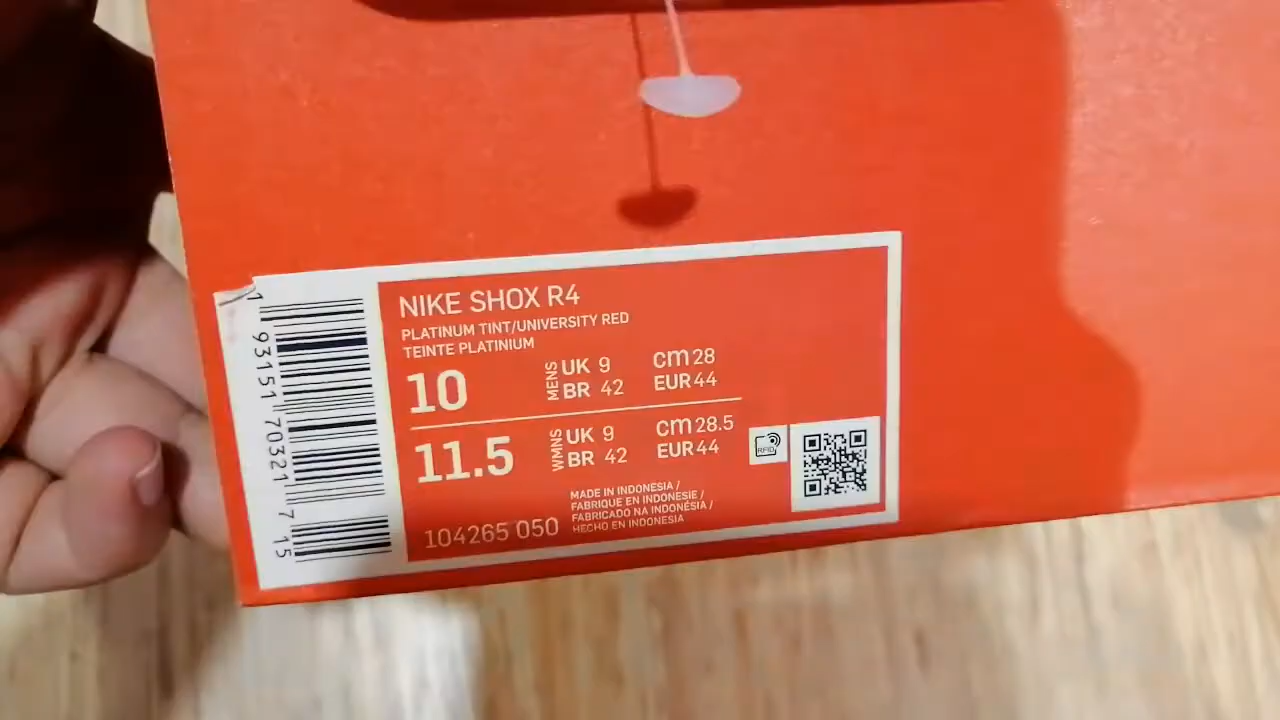 NIKE SHOX R4
PLATINUM TINT/UNIVERSITY RED
TEINTE PLATINIUM
10 MENS UK 9 cm 28
BR 42 EUR 44
11.5 WMNS UK 9 cm 28.5
BR 42 EUR 44
RFID
MADE IN INDONESIA /
FABRIQUE EN INDONESIE /
FABRICADO NA INDONÉSIA /
HECHO EN INDONESIA
104265 050
1 93151 70321 7 15